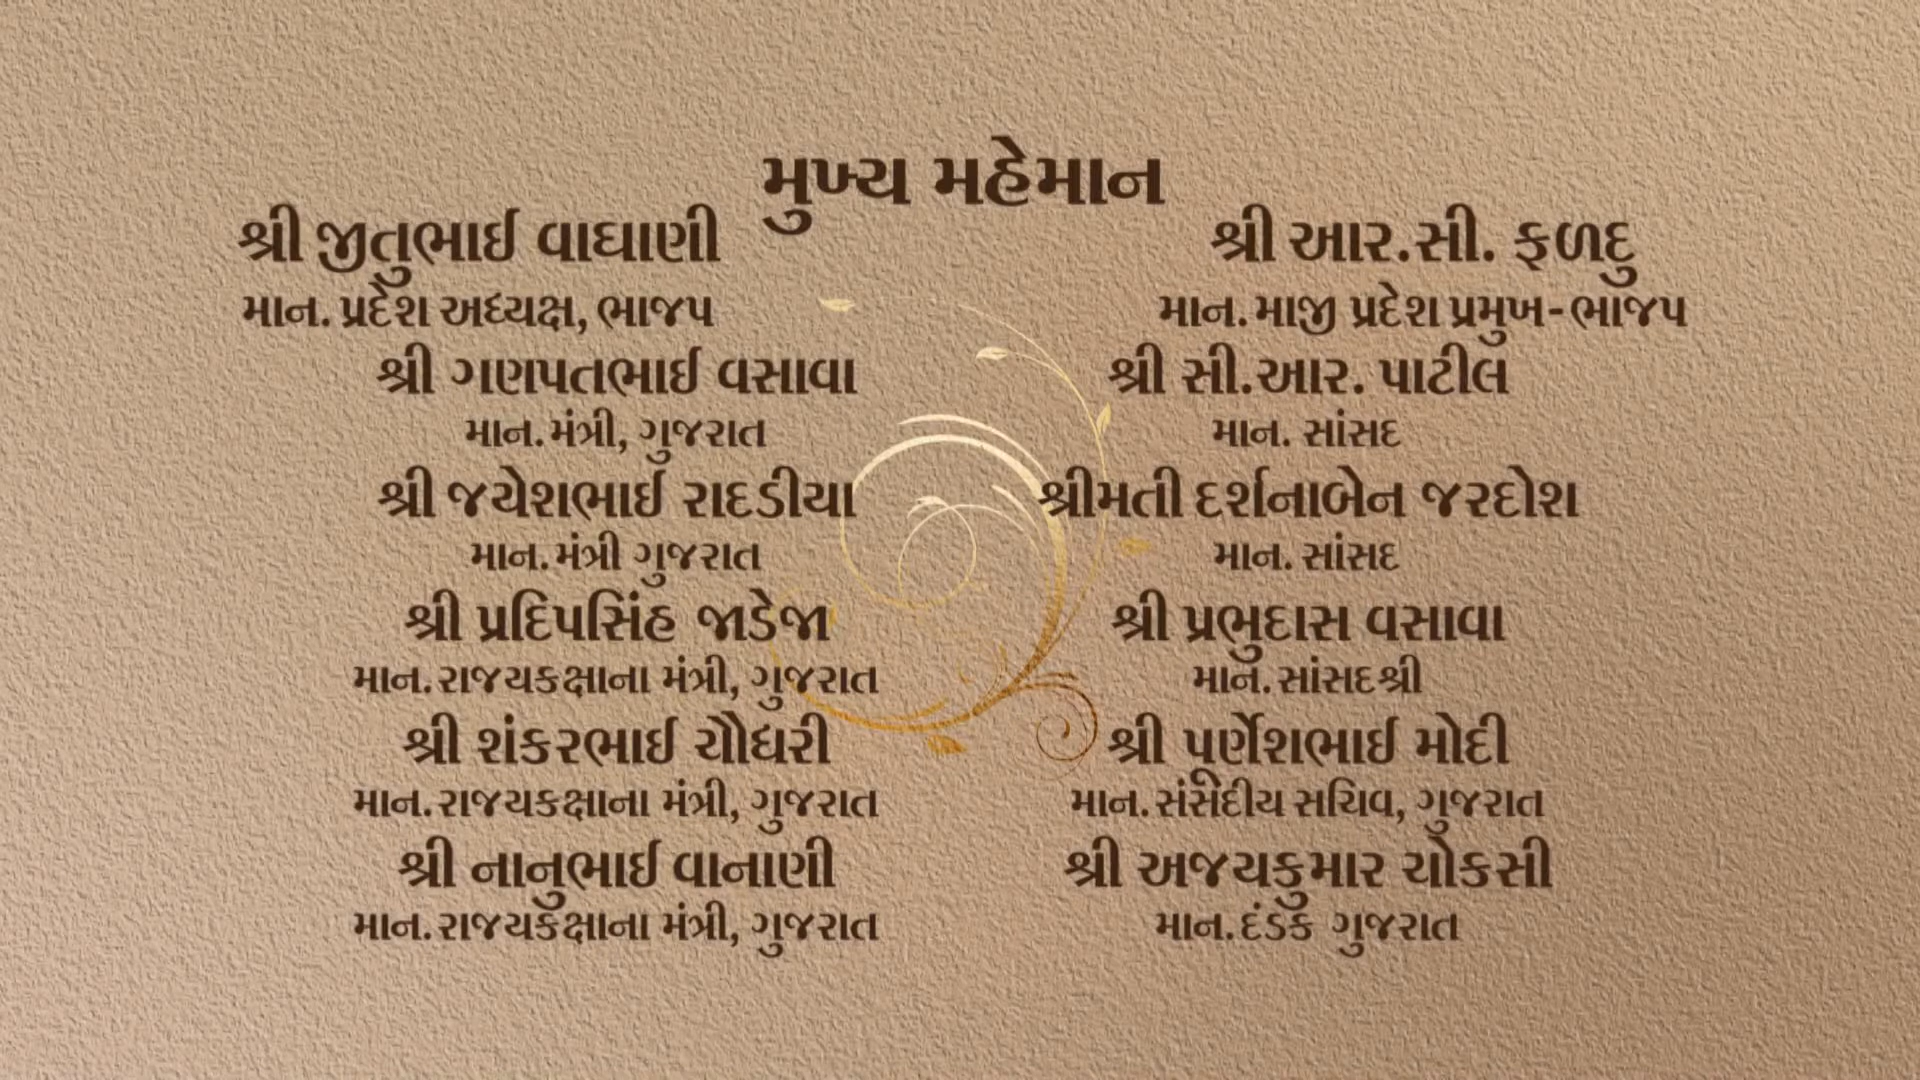 મુખ્ય મહેમાન
શ્રી જીતુભાઈ વાઘાણી
માન. પ્રદેશ અધ્યક્ષ, ભાજપ
શ્રી ગણપતભાઈ વસાવા
માન. મંત્રી, ગુજરાત
શ્રી જયેશભાઈ રાદડીયા
માન. મંત્રી ગુજરાત
શ્રી પ્રદિપસિંહ જાડેજા
માન. રાજયકક્ષાના મંત્રી, ગુજરાત
શ્રી શંકરભાઈ ચૌધરી
માન. રાજયકક્ષાના મંત્રી, ગુજરાત
શ્રી નાનુભાઈ વાનાણી
માન. રાજયકક્ષાના મંત્રી, ગુજરાત
શ્રી આર.સી. ફળદુ
માન. માજી પ્રદેશ પ્રમુખ-ભાજપ
શ્રી સી.આર. પાટીલ
માન. સાંસદ
શ્રીમતી દર્શનાબેન જરદોશ
માન. સાંસદ
શ્રી પ્રભુદાસ વસાવા
માન. સાંસદશ્રી
શ્રી પૂર્ણેશભાઈ મોદી
માન. સંસદીય સચિવ, ગુજરાત
શ્રી અજયકુમાર ચોકસી
માન. દંડક ગુજરાત